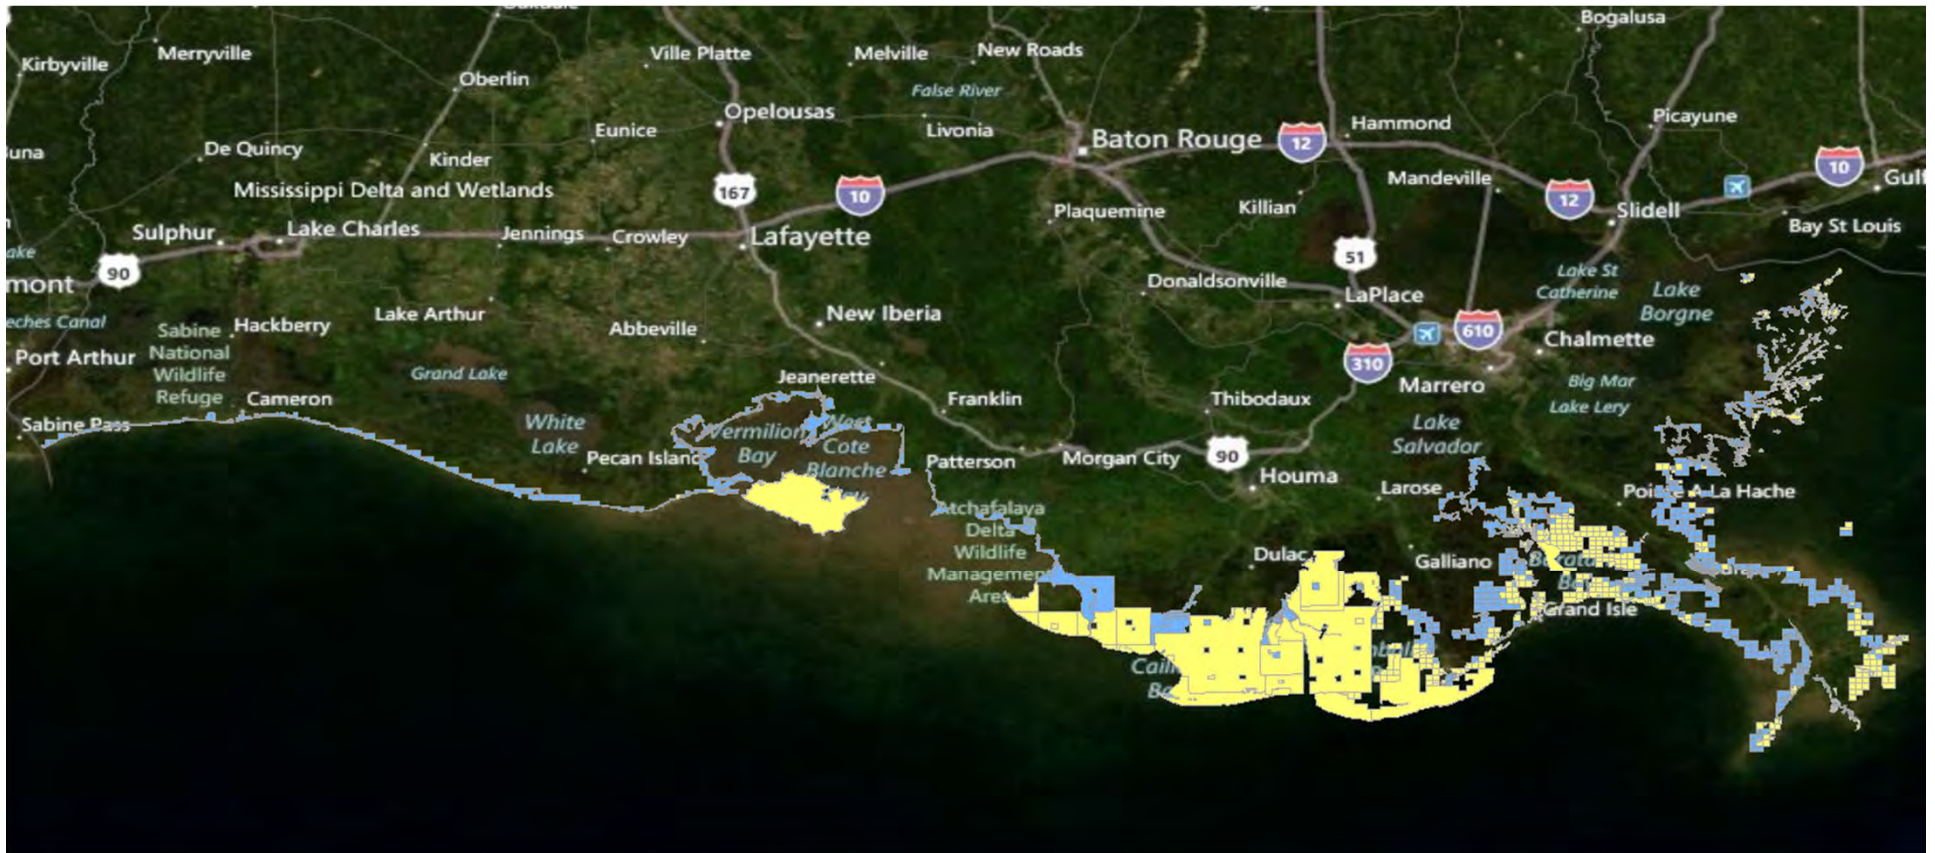 Bogalusa
Merryville
Ville Platte
Melville
New Roads
Kirbyville
Oberlin
False River
Opelousas
Picayune
Eunice
Livonia
Hammond
Baton Rouge
12
De Quincy
Kinder
10
Mississippi Delta and Wetlands
167
10
Mandeville
12
Plaquemine
Killian
Slidell
Sulphur
Lake Charles
Jennings
Crowley
Lafayette
Bay St Louis
51
90
Lake St
Catherine
Donaldsonville
LaPlace
Lake
Borgne
Lake Arthur
New Iberia
Hackberry
Abbeville
610
Sabine
National
Wildlife
Refuge
Chalmette
Port Arthur
310
Grand Lake
Jeanerette
Marrero
Big Mar
Lake Lery
Cameron
Franklin
Thibodaux
Sabine Pass
White
Lake
Vermilion
Bay
West
Cote
Blanche
Lake
Salvador
Pecan Island
Patterson
Morgan City
90
Houma
Larose
Pointe A La Hache
Atchafalaya
Delta
Wildlife
Management
Area
Dulac
Galliano
Grand Isle